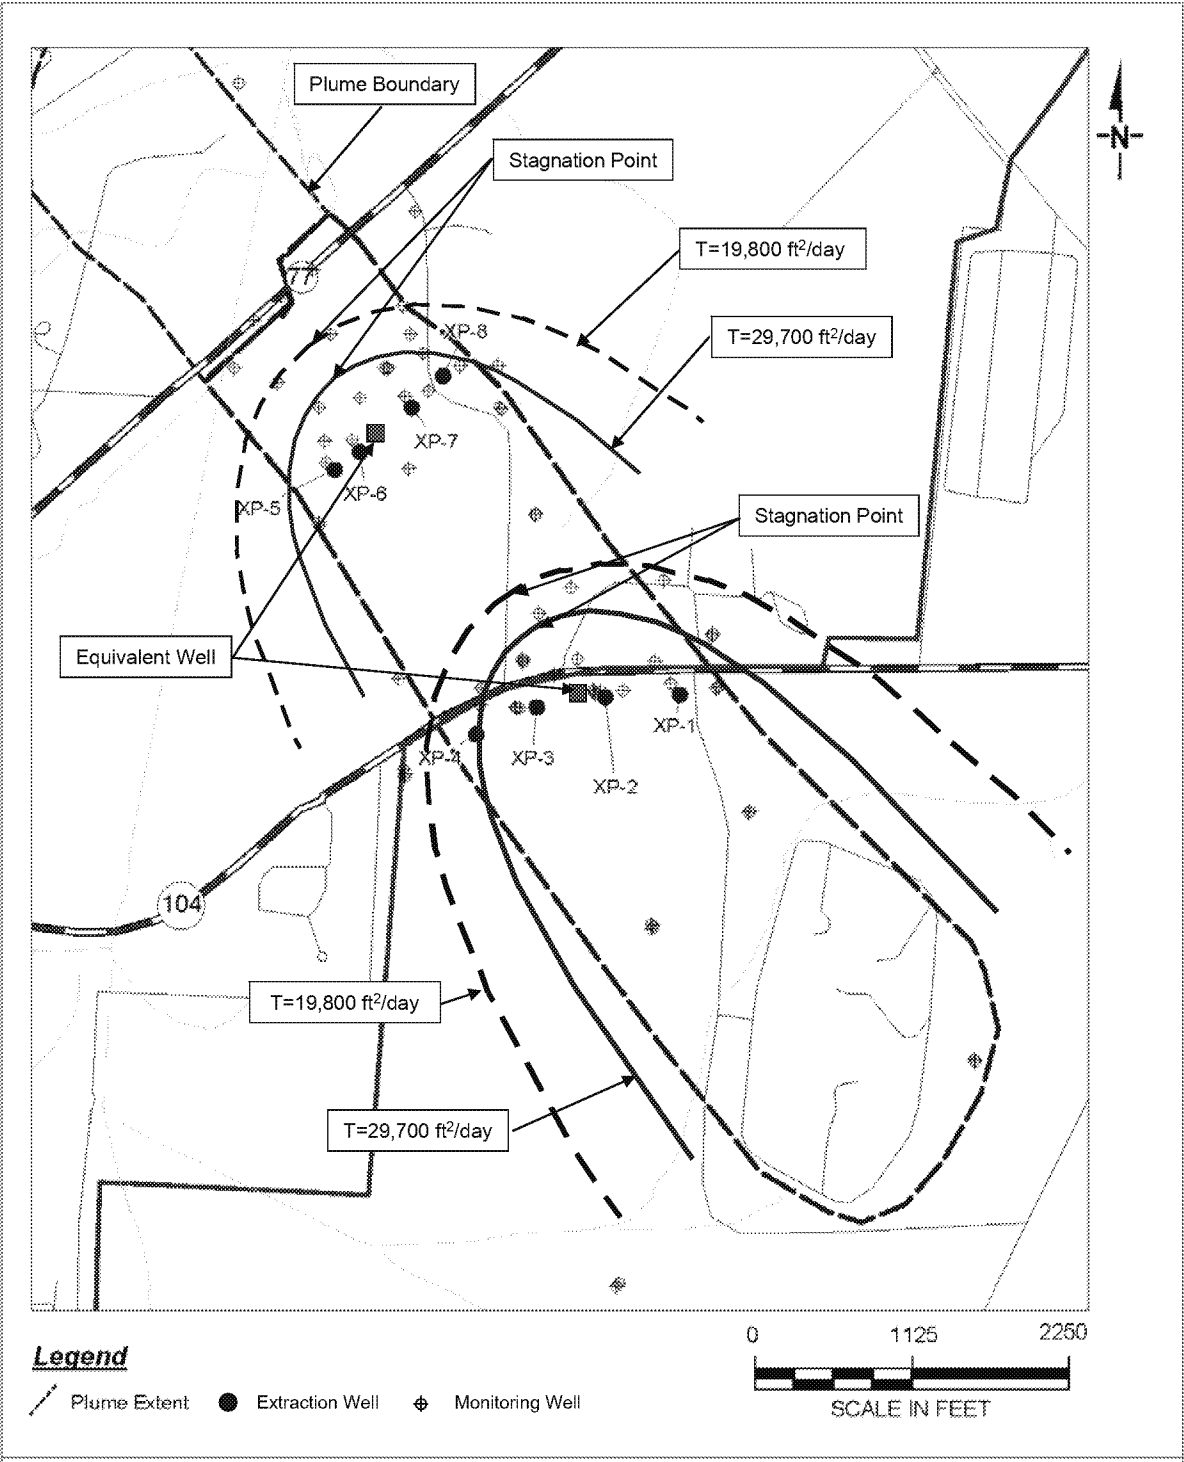 Plume Boundary
Stagnation Point
N
T=19,800 ft²/day
77
XP-8
T=29,700 ft²/day
XP-7
XP-6
XP-5
Stagnation Point
Equivalent Well
XP-1
XP-4
XP-3
XP-2
104
T=19,800 ft²/day
T=29,700 ft²/day
0 1125 2250
Legend
Plume Extent Extraction Well Monitoring Well
SCALE IN FEET